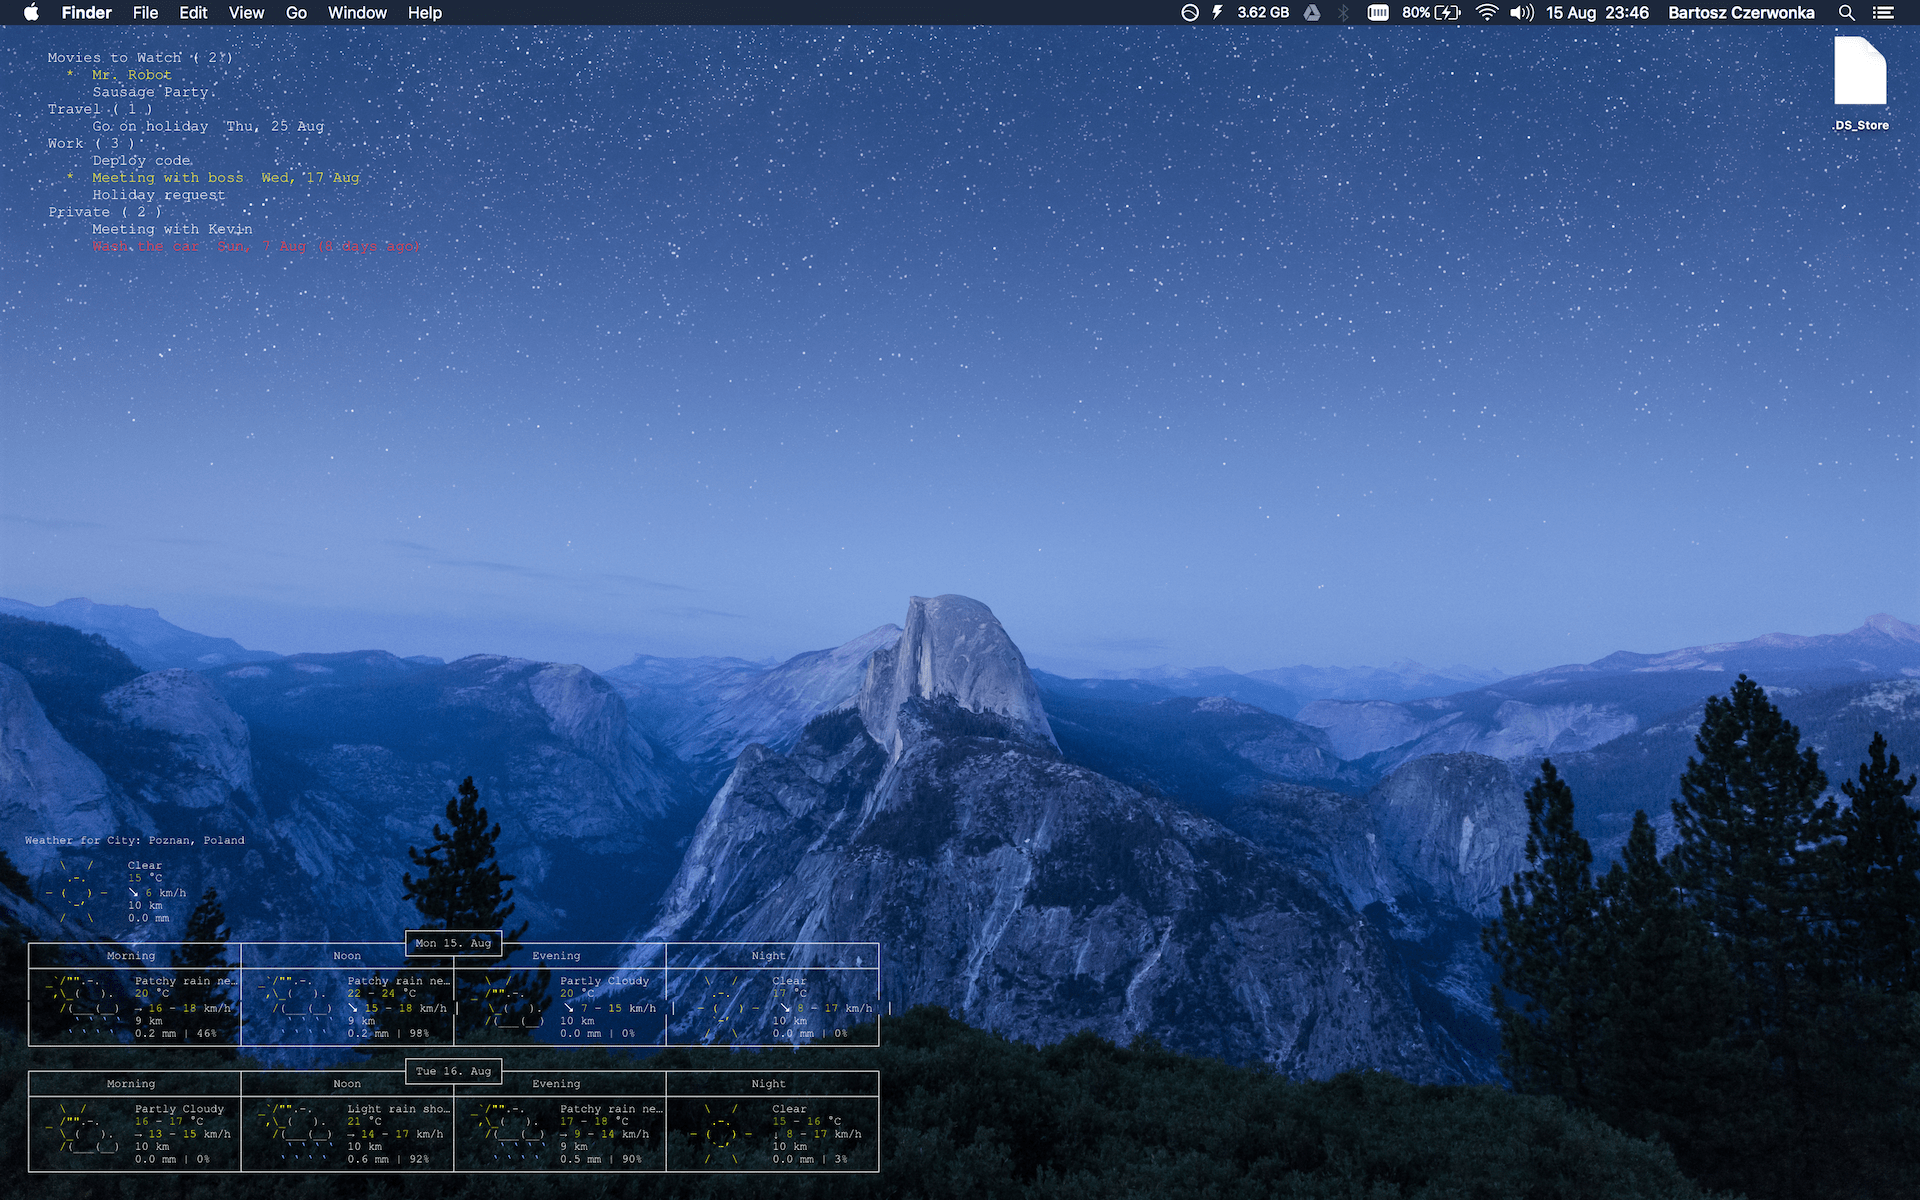 Finder File Edit View Go Window Help 3.62 GB 80% 15 Aug 23:46 Bartosz Czerwonka
.DS_Store
Movies to Watch ( 2 )
* Mr. Robot
Sausage Party
Travel ( 1 )
Go on holiday Thu, 25 Aug
Work ( 3 )
Deploy code
* Meeting with boss Wed, 17 Aug
Holiday request
Private ( 2 )
Meeting with Kevin
Wash the car Sun, 7 Aug (8 days ago)
Weather for City: Poznan, Poland
Clear
15 °C
↘ 6 km/h
10 km
0.0 mm
Mon 15. Aug
Morning Noon Evening Night
Patchy rain ne… Patchy rain ne… Partly Cloudy Clear
20 °C 22 – 24 °C 20 °C 17 °C
→ 16 – 18 km/h ↘ 15 – 18 km/h ↘ 7 – 15 km/h ↘ 8 – 17 km/h
9 km 9 km 10 km 10 km
0.2 mm | 46% 0.2 mm | 98% 0.0 mm | 0% 0.0 mm | 0%
Tue 16. Aug
Morning Noon Evening Night
Partly Cloudy Light rain sho… Patchy rain ne… Clear
16 – 17 °C 21 °C 17 – 18 °C 15 – 16 °C
→ 13 – 15 km/h → 14 – 17 km/h → 9 – 14 km/h ↓ 8 – 17 km/h
10 km 10 km 9 km 10 km
0.0 mm | 0% 0.6 mm | 92% 0.5 mm | 90% 0.0 mm | 3%